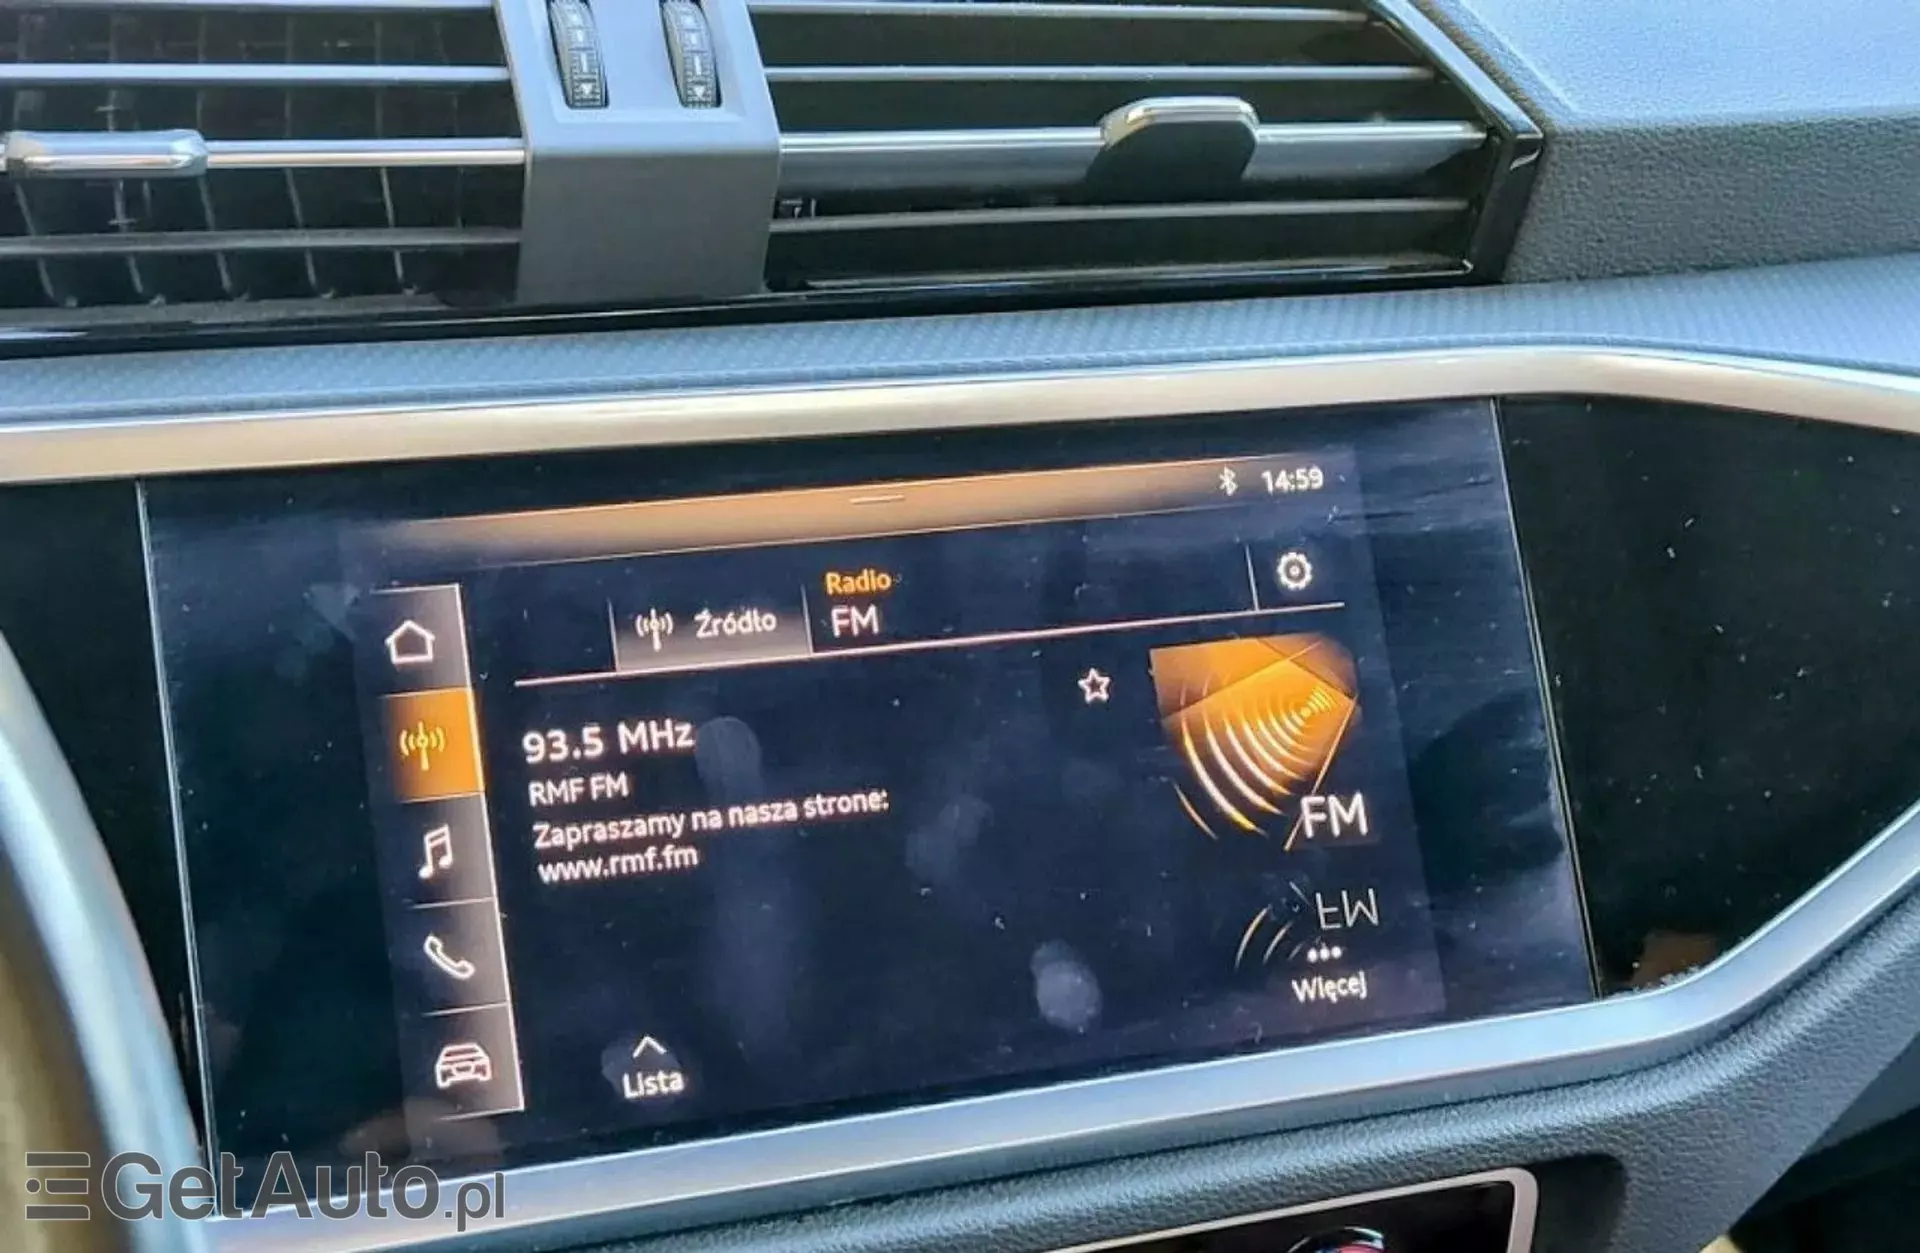 14:59
Radio
Źródło
FM
93.5 MHz
RMF FM
Zapraszamy na nasza strone:
www.rmf.fm
FM
FM
Więcej
Lista
GetAuto.pl